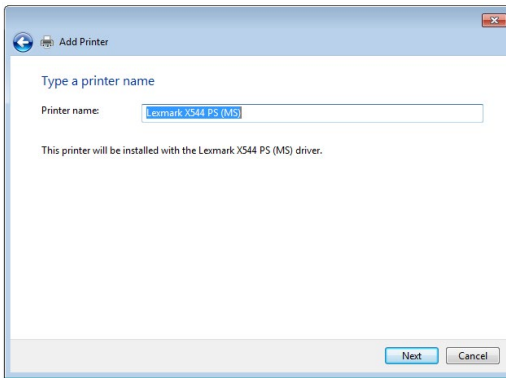 Add Printer
Type a printer name
Printer name: Lexmark X544 PS (MS)
This printer will be installed with the Lexmark X544 PS (MS) driver.
Next Cancel